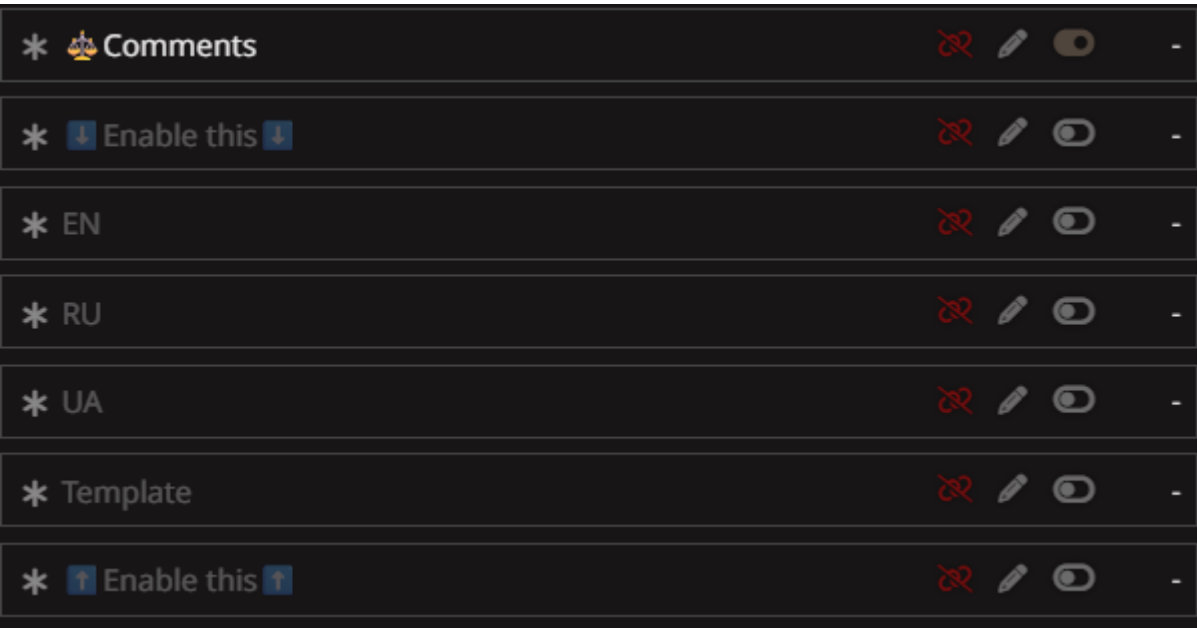 ⚖️Comments -
⬇️Enable this⬇️ -
EN -
RU -
UA -
Template -
⬆️Enable this⬆️ -